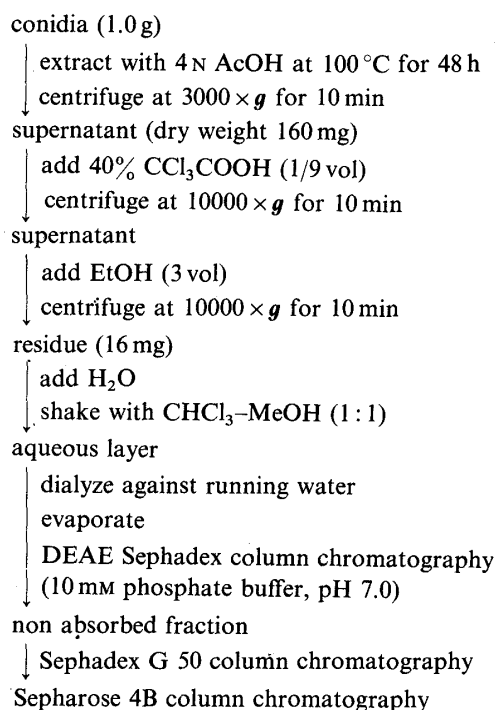 conidia (1.0 g)
extract with 4 N AcOH at 100 °C for 48 h
centrifuge at 3000 × g for 10 min
supernatant (dry weight 160 mg)
add 40% CCl₃COOH (1/9 vol)
centrifuge at 10000 × g for 10 min
supernatant
add EtOH (3 vol)
centrifuge at 10000 × g for 10 min
residue (16 mg)
add H₂O
shake with CHCl₃–MeOH (1 : 1)
aqueous layer
dialyze against running water
evaporate
DEAE Sephadex column chromatography
(10 mM phosphate buffer, pH 7.0)
non absorbed fraction
Sephadex G 50 column chromatography
Sepharose 4B column chromatography